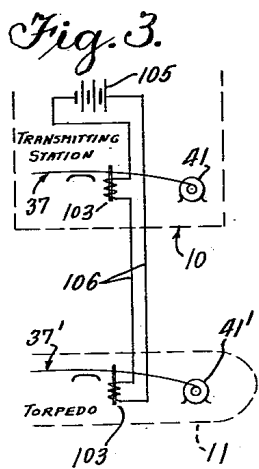 Fig. 3.
105
TRANSMITTING
STATION
41
37
103
10
106
37'
41'
TORPEDO
103
11